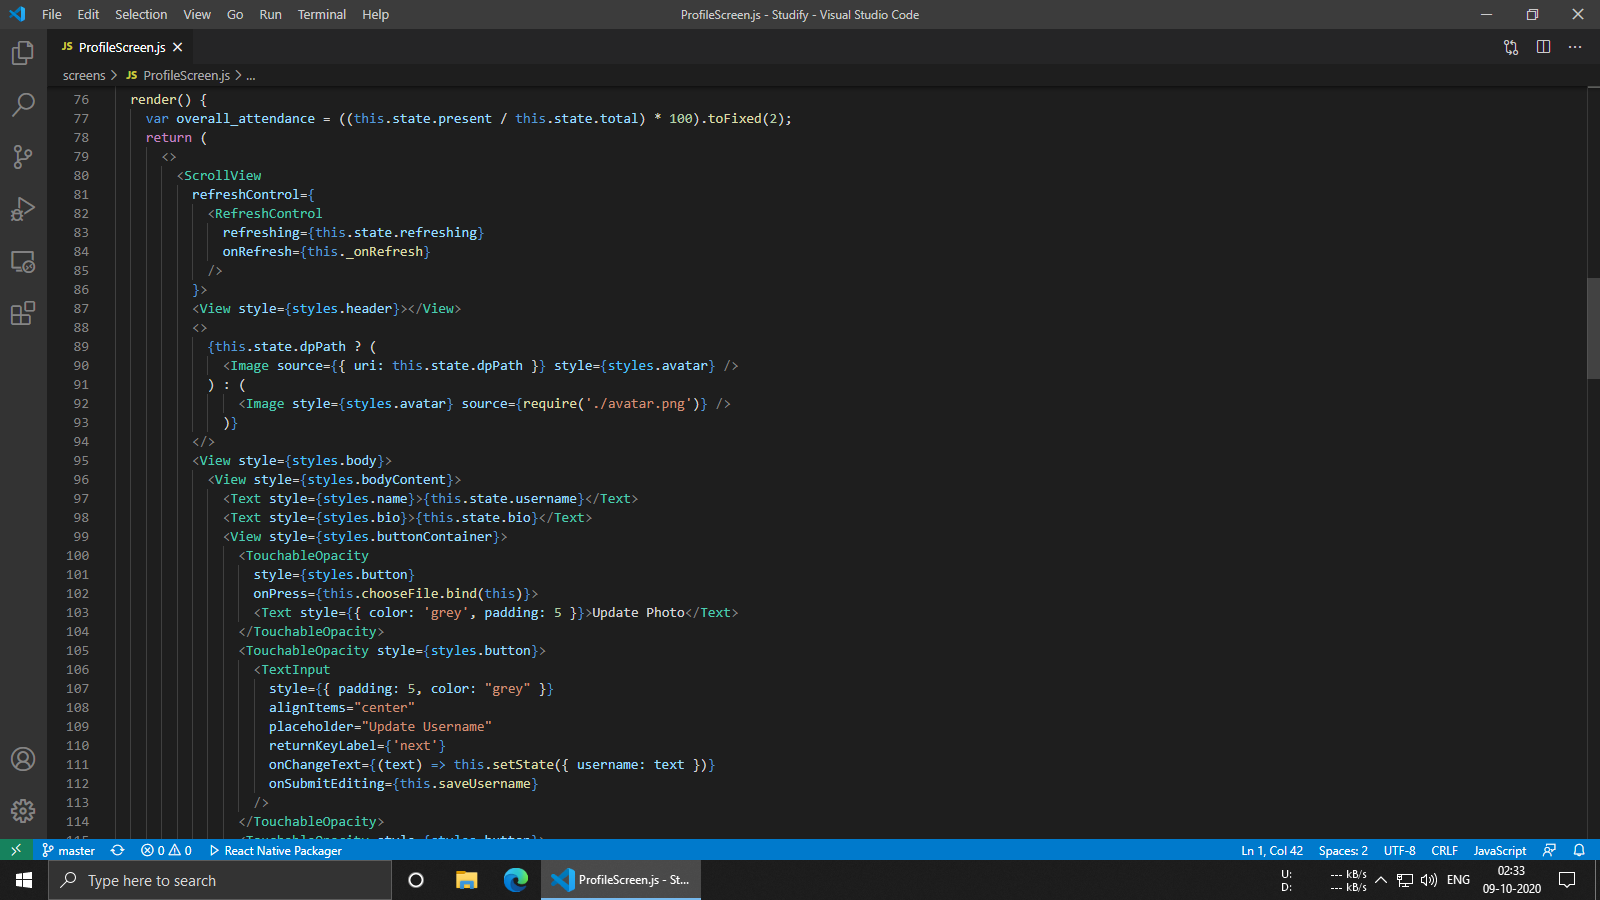 File Edit Selection View Go Run Terminal Help
ProfileScreen.js - Studify - Visual Studio Code
JS ProfileScreen.js
screens > JS ProfileScreen.js > ...
76 render() {
77 var overall_attendance = ((this.state.present / this.state.total) * 100).toFixed(2);
78 return (
79 <>
80 <ScrollView
81 refreshControl={
82 <RefreshControl
83 refreshing={this.state.refreshing}
84 onRefresh={this._onRefresh}
85 />
86 }>
87 <View style={styles.header}></View>
88 <>
89 {this.state.dpPath ? (
90 <Image source={{ uri: this.state.dpPath }} style={styles.avatar} />
91 ) : (
92 <Image style={styles.avatar} source={require('./avatar.png')} />
93 )}
94 </>
95 <View style={styles.body}>
96 <View style={styles.bodyContent}>
97 <Text style={styles.name}>{this.state.username}</Text>
98 <Text style={styles.bio}>{this.state.bio}</Text>
99 <View style={styles.buttonContainer}>
100 <TouchableOpacity
101 style={styles.button}
102 onPress={this.chooseFile.bind(this)}>
103 <Text style={{ color: 'grey', padding: 5 }}>Update Photo</Text>
104 </TouchableOpacity>
105 <TouchableOpacity style={styles.button}>
106 <TextInput
107 style={{ padding: 5, color: "grey" }}
108 alignItems="center"
109 placeholder="Update Username"
110 returnKeyLabel={'next'}
111 onChangeText={(text) => this.setState({ username: text })}
112 onSubmitEditing={this.saveUsername}
113 />
114 </TouchableOpacity>
115 <TouchableOpacity style={styles.button}>
master 0 0 React Native Packager Ln 1, Col 42 Spaces: 2 UTF-8 CRLF JavaScript
Type here to search
ProfileScreen.js - St...
U: --- kB/s
D: --- kB/s
ENG
02:33
09-10-2020